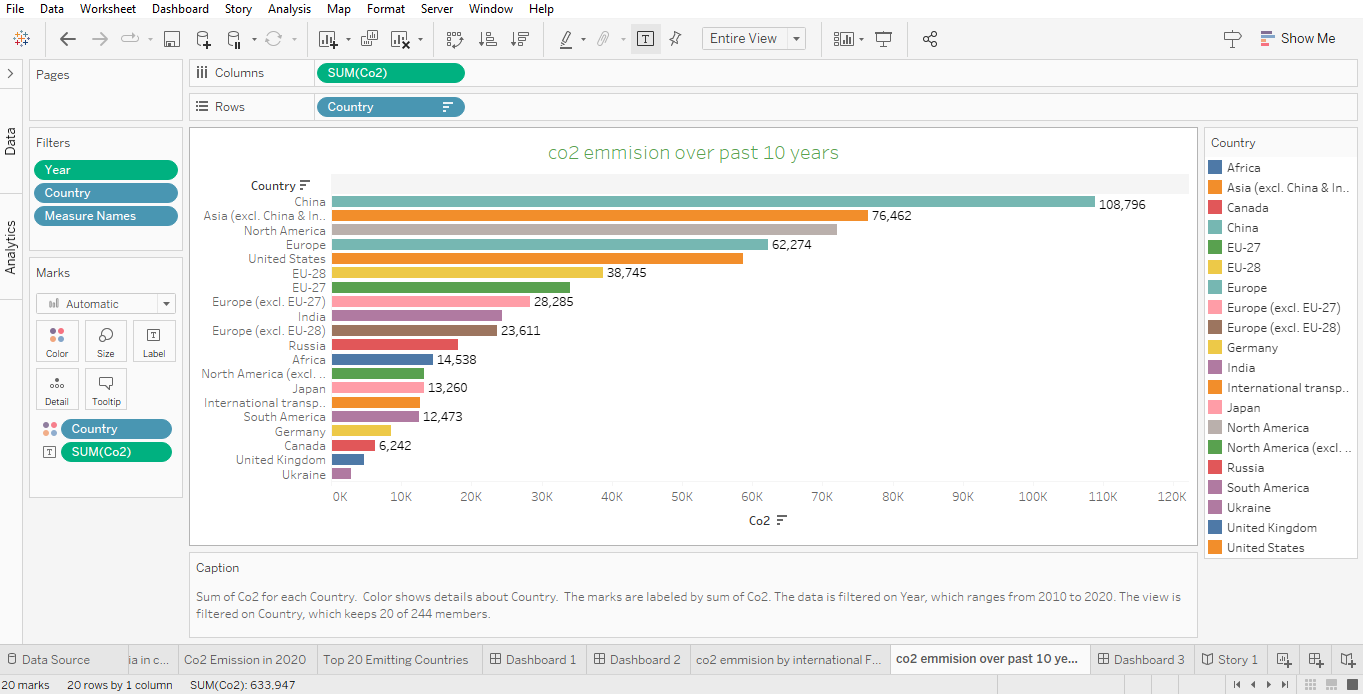 File Data Worksheet Dashboard Story Analysis Map Format Server Window Help
Entire View
Show Me
Pages
Columns
SUM(Co2)
Rows
Country
Data
Analytics
Filters
Year
Country
Measure Names
Marks
Automatic
Color Size Label
Detail Tooltip
Country
SUM(Co2)
co2 emmision over past 10 years
Country
China 108,796
Asia (excl. China & In.. 76,462
North America
Europe 62,274
United States
EU-28 38,745
EU-27
Europe (excl. EU-27) 28,285
India
Europe (excl. EU-28) 23,611
Russia
Africa 14,538
North America (excl. ..
Japan 13,260
International transp..
South America 12,473
Germany
Canada 6,242
United Kingdom
Ukraine
0K 10K 20K 30K 40K 50K 60K 70K 80K 90K 100K 110K 120K
Co2
Country
Africa
Asia (excl. China & In..
Canada
China
EU-27
EU-28
Europe
Europe (excl. EU-27)
Europe (excl. EU-28)
Germany
India
International transp..
Japan
North America
North America (excl. ..
Russia
South America
Ukraine
United Kingdom
United States
Caption
Sum of Co2 for each Country. Color shows details about Country. The marks are labeled by sum of Co2. The data is filtered on Year, which ranges from 2010 to 2020. The view is
filtered on Country, which keeps 20 of 244 members.
Data Source ia in c... Co2 Emission in 2020 Top 20 Emitting Countries Dashboard 1 Dashboard 2 co2 emmision by international F... co2 emmision over past 10 ye... Dashboard 3 Story 1
20 marks 20 rows by 1 column SUM(Co2): 633,947